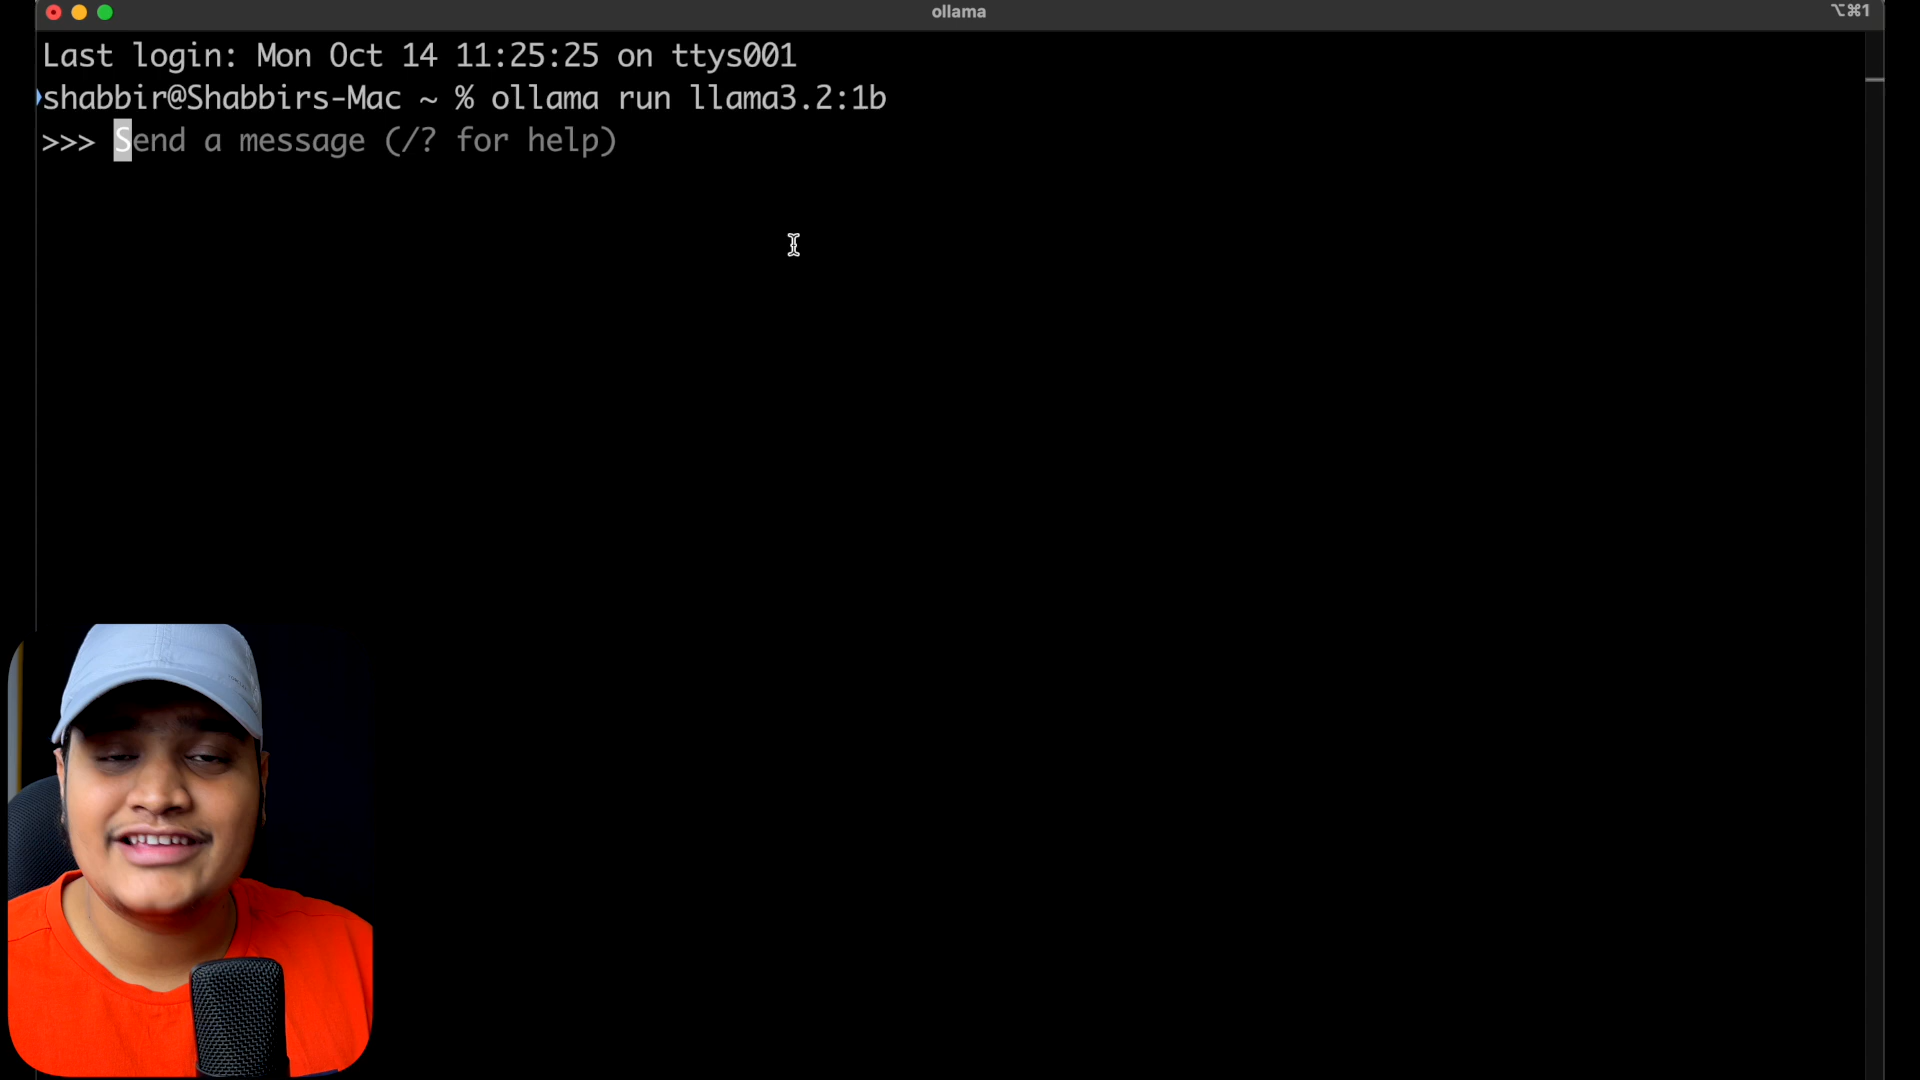 ollama
⌥⌘1
Last login: Mon Oct 14 11:25:25 on ttys001
shabbir@Shabbirs-Mac ~ % ollama run llama3.2:1b
>>> Send a message (/? for help)